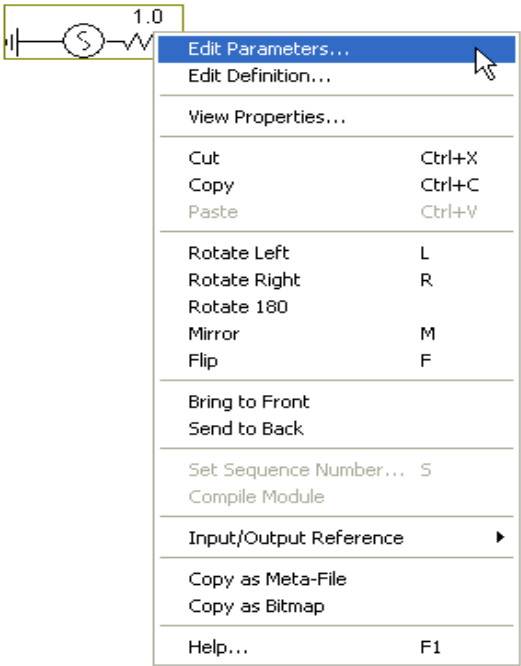 1.0
S
Edit Parameters...
Edit Definition...
View Properties...
Cut Ctrl+X
Copy Ctrl+C
Paste Ctrl+V
Rotate Left L
Rotate Right R
Rotate 180
Mirror M
Flip F
Bring to Front
Send to Back
Set Sequence Number... S
Compile Module
Input/Output Reference
Copy as Meta-File
Copy as Bitmap
Help... F1